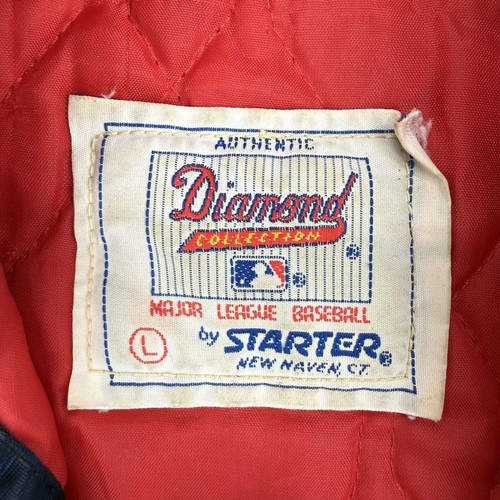 AUTHENTIC
Diamond
COLLECTION
MAJOR LEAGUE BASEBALL
L
by STARTER
NEW HAVEN, CT.